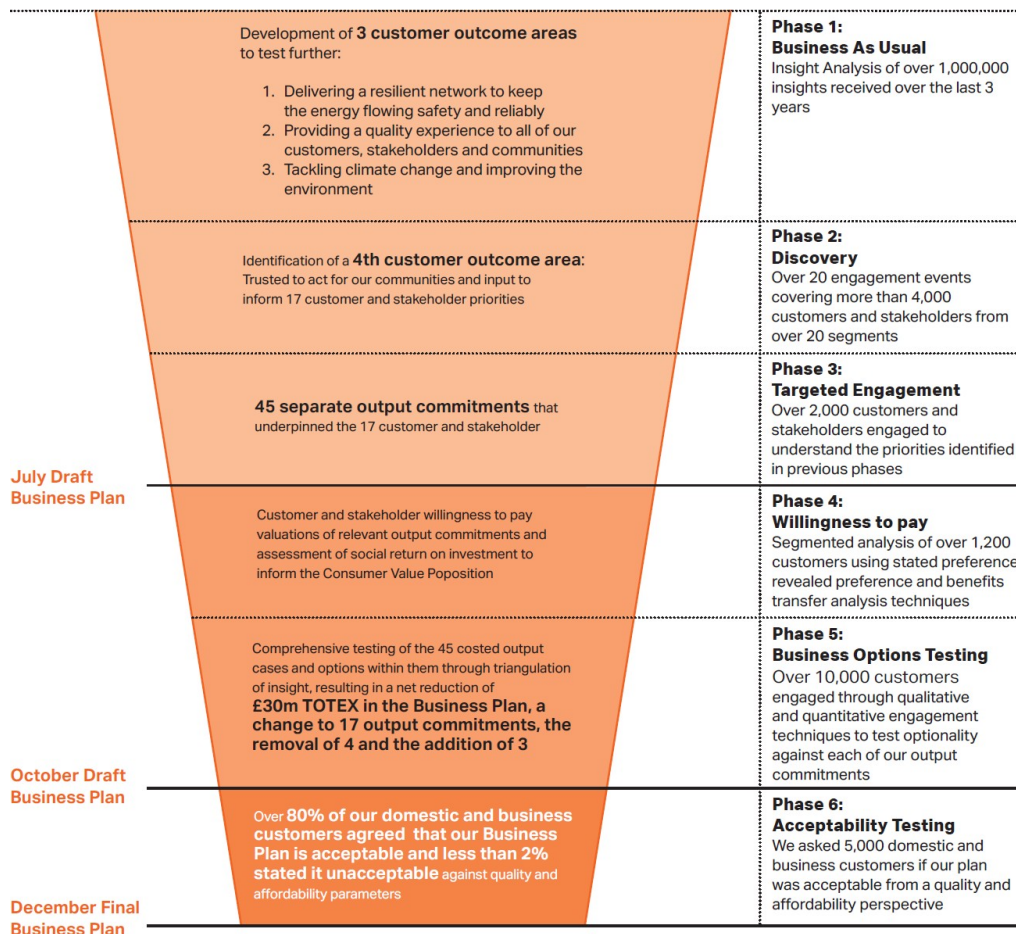 Development of 3 customer outcome areas
to test further:
1. Delivering a resilient network to keep
the energy flowing safety and reliably
2. Providing a quality experience to all of our
customers, stakeholders and communities
3. Tackling climate change and improving the
environment
Phase 1:
Business As Usual
Insight Analysis of over 1,000,000
insights received over the last 3
years
Identification of a 4th customer outcome area:
Trusted to act for our communities and input to
inform 17 customer and stakeholder priorities
Phase 2:
Discovery
Over 20 engagement events
covering more than 4,000
customers and stakeholders from
over 20 segments
45 separate output commitments that
underpinned the 17 customer and stakeholder
Phase 3:
Targeted Engagement
Over 2,000 customers and
stakeholders engaged to
understand the priorities identified
in previous phases
July Draft
Business Plan
Customer and stakeholder willingness to pay
valuations of relevant output commitments and
assessment of social return on investment to
inform the Consumer Value Poposition
Phase 4:
Willingness to pay
Segmented analysis of over 1,200
customers using stated preference
revealed preference and benefits
transfer analysis techniques
Comprehensive testing of the 45 costed output
cases and options within them through triangulation
of insight, resulting in a net reduction of
£30m TOTEX in the Business Plan, a
change to 17 output commitments, the
removal of 4 and the addition of 3
Phase 5:
Business Options Testing
Over 10,000 customers
engaged through qualitative
and quantitative engagement
techniques to test optionality
against each of our output
commitments
October Draft
Business Plan
Over 80% of our domestic and business
customers agreed that our Business
Plan is acceptable and less than 2%
stated it unacceptable against quality and
affordability parameters
Phase 6:
Acceptability Testing
We asked 5,000 domestic and
business customers if our plan
was acceptable from a quality and
affordability perspective
December Final
Business Plan